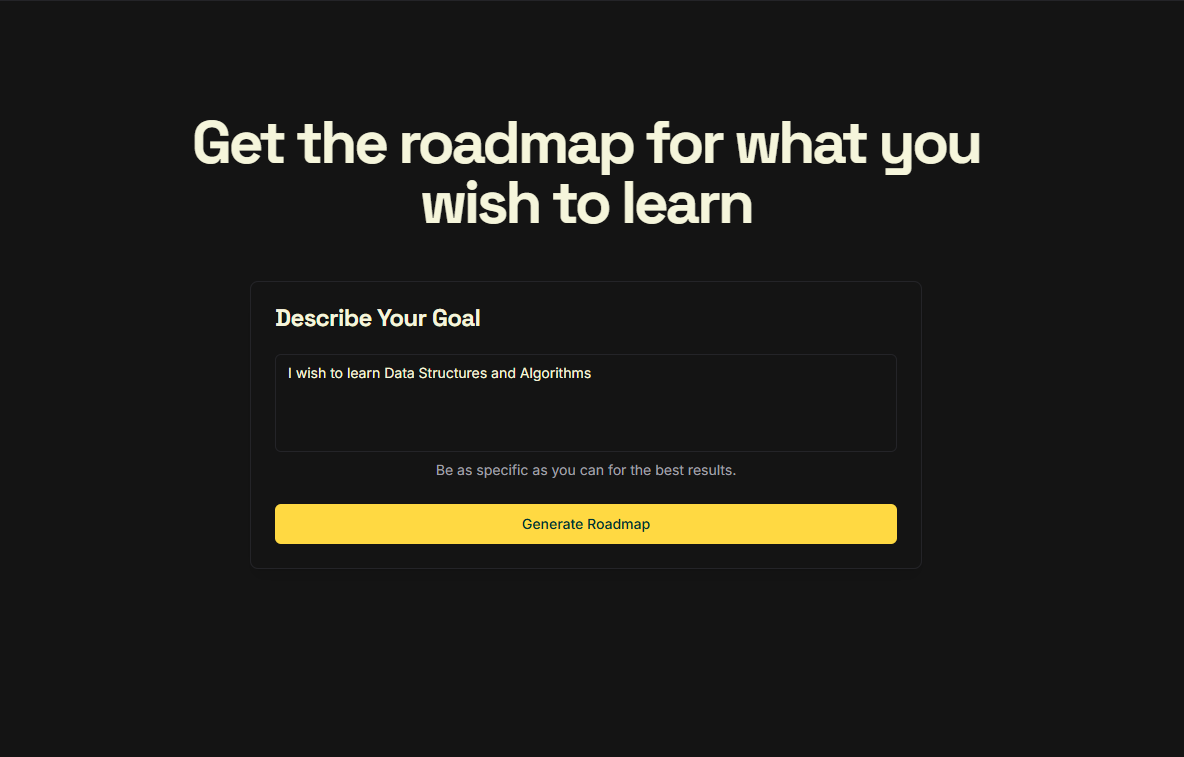 Get the roadmap for what you
wish to learn
Describe Your Goal
I wish to learn Data Structures and Algorithms
Be as specific as you can for the best results.
Generate Roadmap